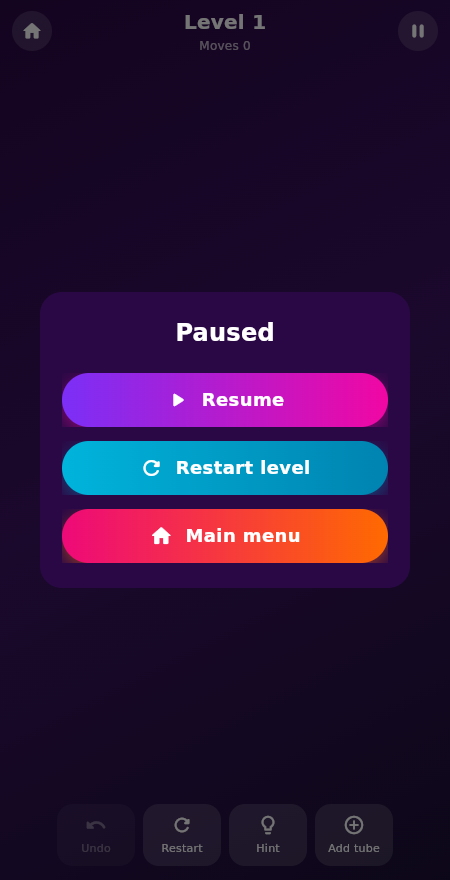 Level 1
Moves 0
Paused
Resume
Restart level
Main menu
Undo
Restart
Hint
Add tube